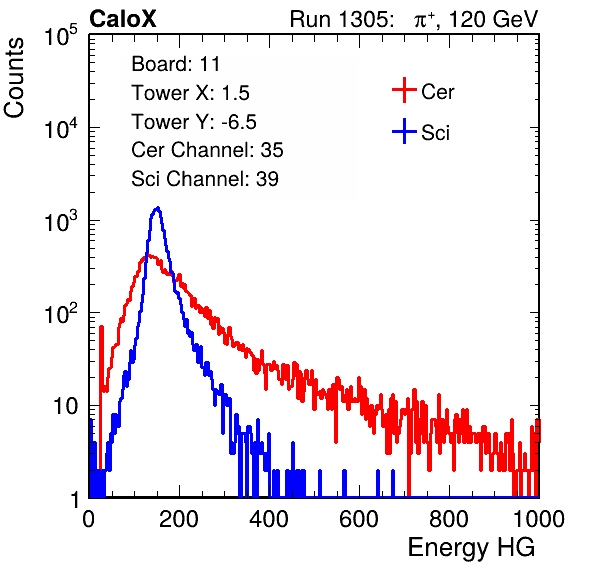 CaloX Run 1305: π⁺, 120 GeV
Counts
10⁵
10⁴
10³
10²
10
1
Board: 11
Tower X: 1.5
Tower Y: -6.5
Cer Channel: 35
Sci Channel: 39
Cer
Sci
0 200 400 600 800 1000
Energy HG